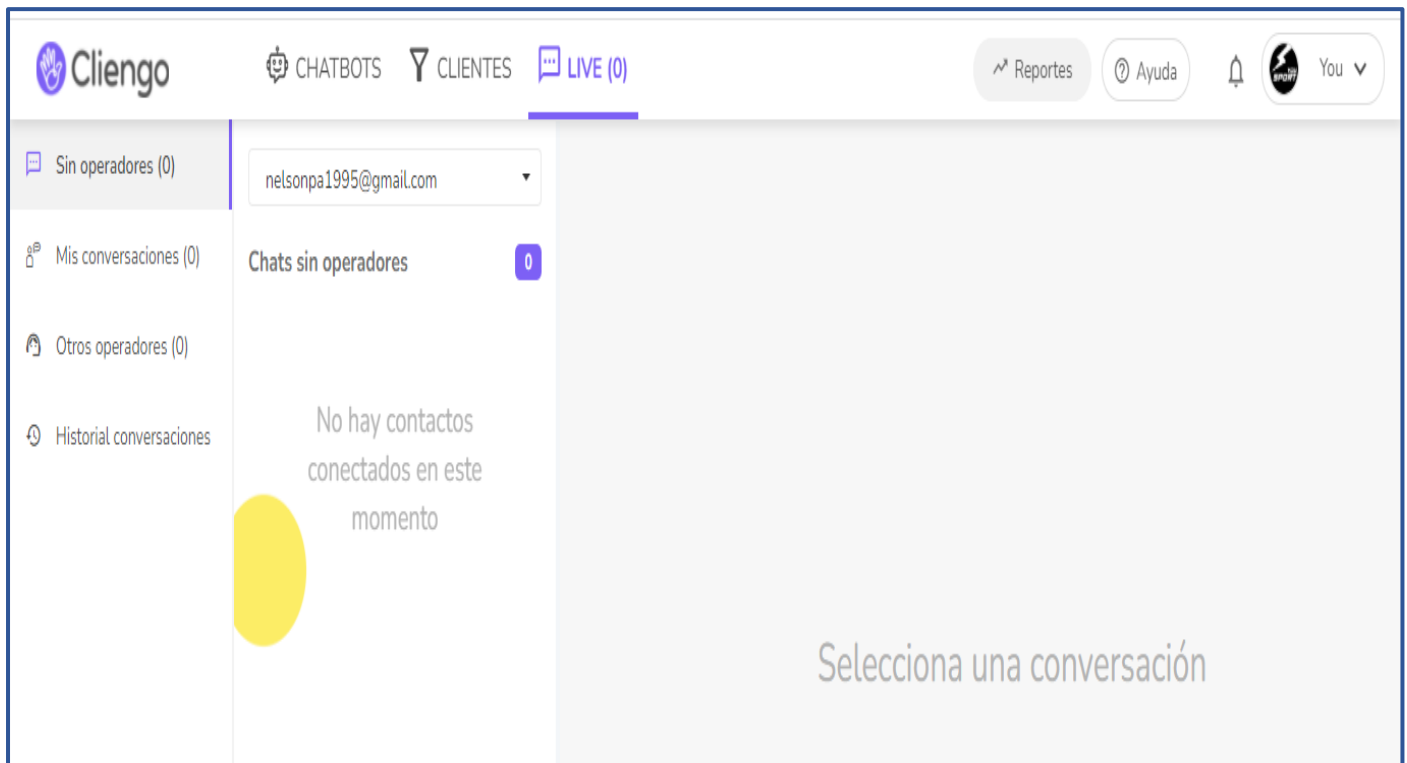 Cliengo
CHATBOTS
CLIENTES
LIVE (0)
Reportes
Ayuda
SPORT
You
Sin operadores (0)
Mis conversaciones (0)
Otros operadores (0)
Historial conversaciones
nelsonpa1995@gmail.com
Chats sin operadores
0
No hay contactos
conectados en este
momento
Selecciona una conversación